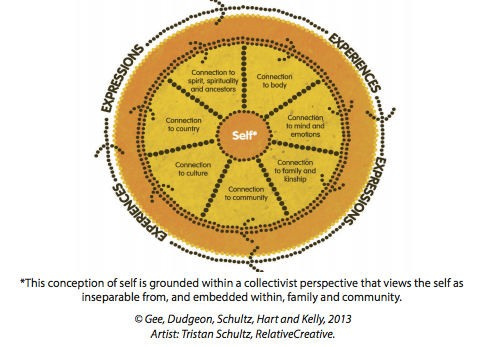 EXPRESSIONS
EXPERIENCES
Connection to
spirit, spirituality
and ancestors
Connection
to body
Connection
to country
Self*
Connection
to mind and
emotions
Connection
to culture
Connection
to family and
kinship
Connection
to community
EXPERIENCES
EXPRESSIONS
*This conception of self is grounded within a collectivist perspective that views the self as
inseparable from, and embedded within, family and community.
© Gee, Dudgeon, Schultz, Hart and Kelly, 2013
Artist: Tristan Schultz, RelativeCreative.